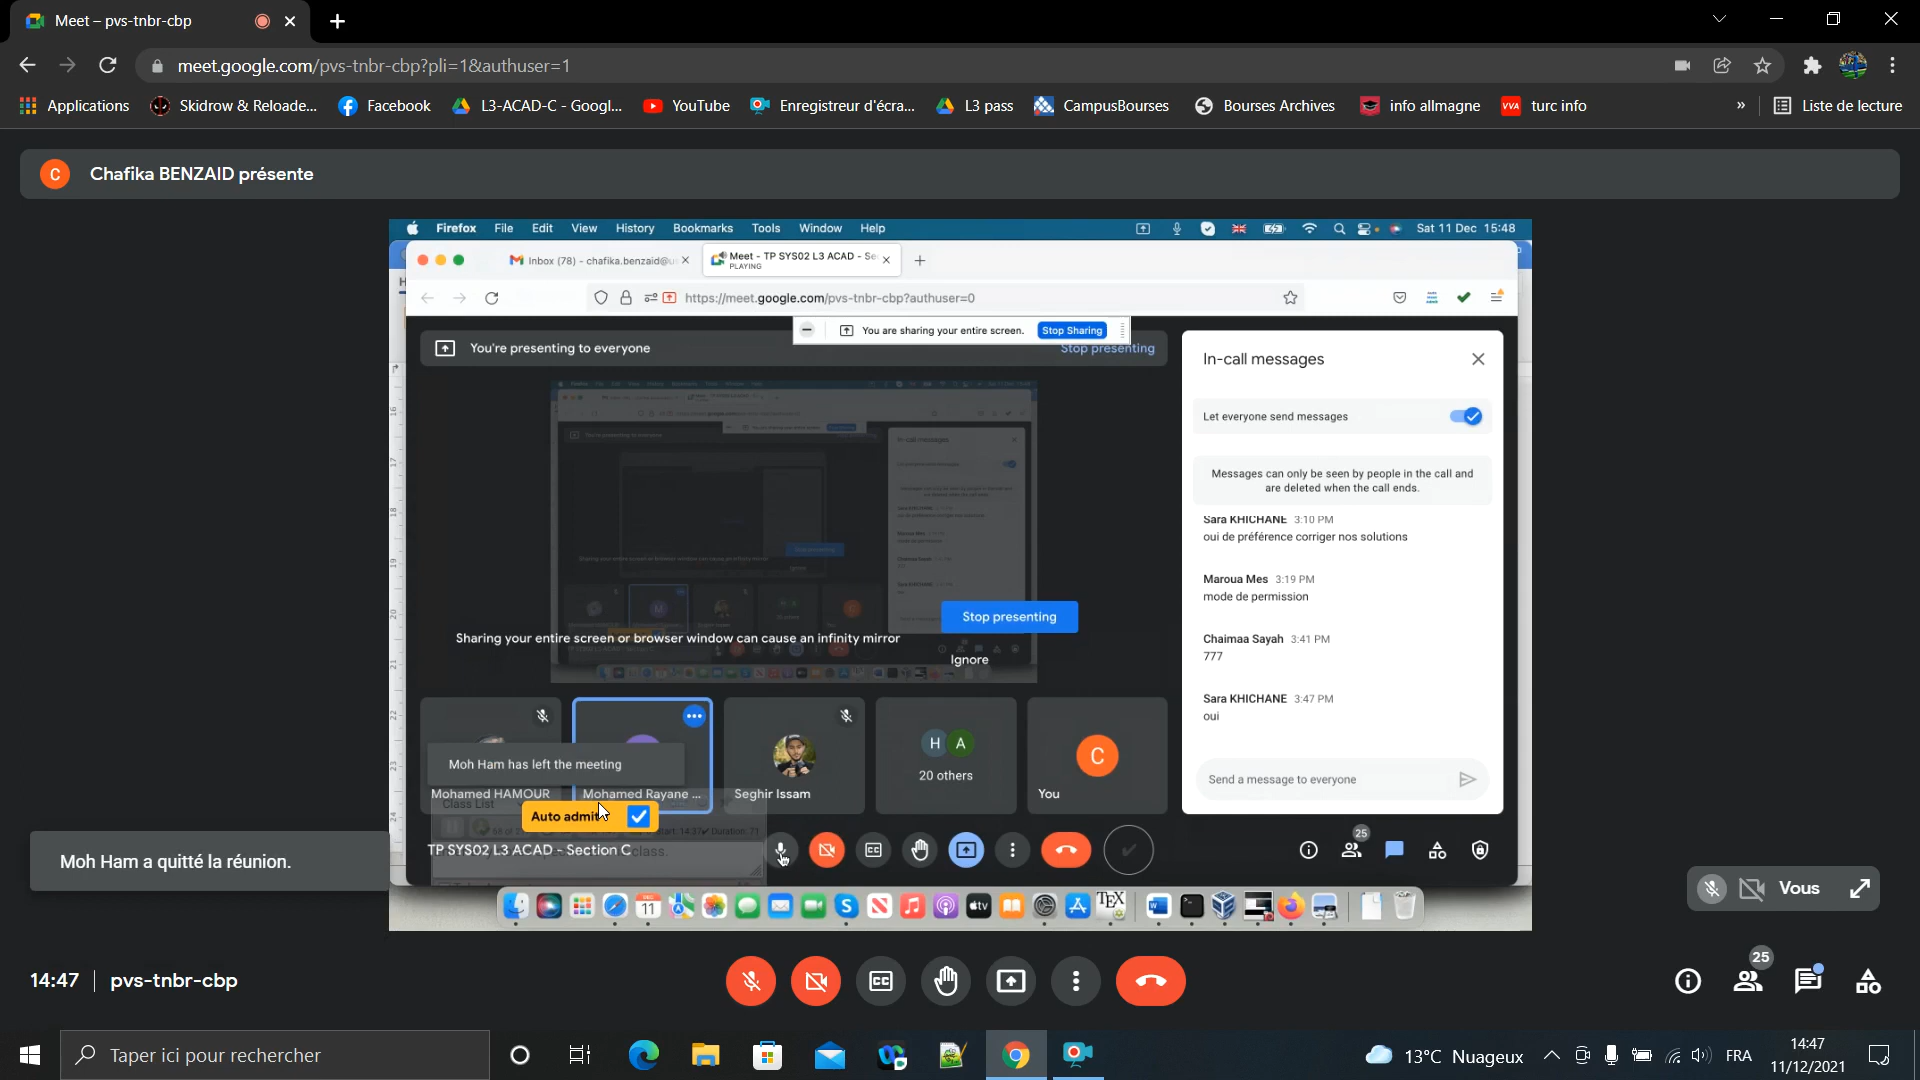 Meet – pvs-tnbr-cbp
meet.google.com/pvs-tnbr-cbp?pli=1&authuser=1
Applications
Skidrow & Reloade...
Facebook
L3-ACAD-C - Googl...
YouTube
Enregistreur d'écra...
L3 pass
CampusBourses
Bourses Archives
info allmagne
VVA
turc info
»
Liste de lecture
C
Chafika BENZAID présente
Firefox File Edit View History Bookmarks Tools Window Help
Sat 11 Dec 15:48
Inbox (78) - chafika.benzaid@u
Meet - TP SYS02 L3 ACAD - Se
PLAYING
https://meet.google.com/pvs-tnbr-cbp?authuser=0
You are sharing your entire screen.
Stop Sharing
You're presenting to everyone
Stop presenting
In-call messages
Let everyone send messages
Messages can only be seen by people in the call and
are deleted when the call ends.
Sara KHICHANE 3:10 PM
oui de préférence corriger nos solutions
Maroua Mes 3:19 PM
mode de permission
Chaimaa Sayah 3:41 PM
777
Sara KHICHANE 3:47 PM
oui
Send a message to everyone
Stop presenting
Sharing your entire screen or browser window can cause an infinity mirror
Ignore
Moh Ham has left the meeting
Mohamed HAMOUR
Mohamed Rayane ...
Seghir Issam
H A
20 others
C
You
Class List
Auto admit
TP SYS02 L3 ACAD - Section C
25
DEC
11
tv
TEX
Moh Ham a quitté la réunion.
Vous
14:47
pvs-tnbr-cbp
25
Taper ici pour rechercher
13°C Nuageux
FRA
14:47
11/12/2021